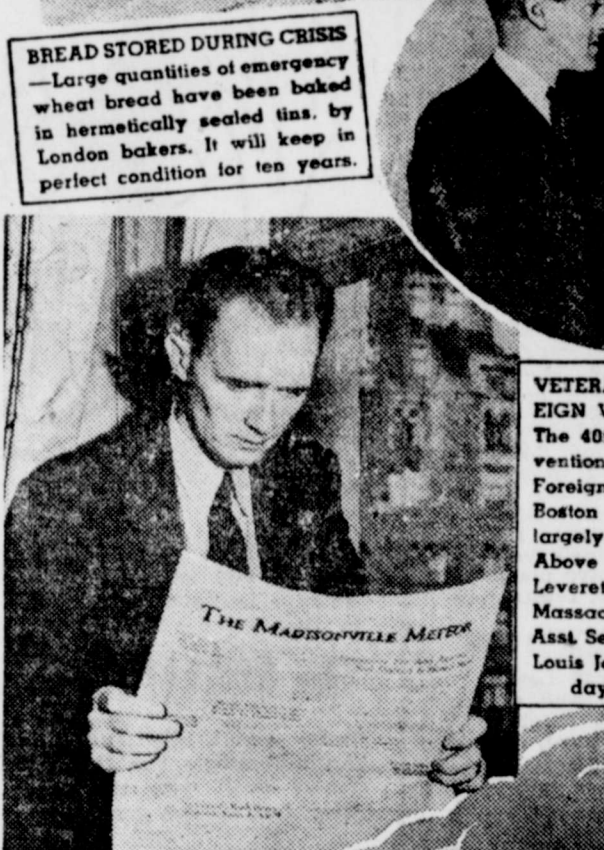 BREAD STORED DURING CRISIS
—Large quantities of emergency
wheat bread have been baked
in hermetically sealed tins, by
London bakers. It will keep in
perfect condition for ten years.
THE MADISONVILLE METEOR
VETER
EIGN
The 40
vention
Foreign
Boston
largely
Above
Levere
Massac
Asst. Se
Louis Jo
day